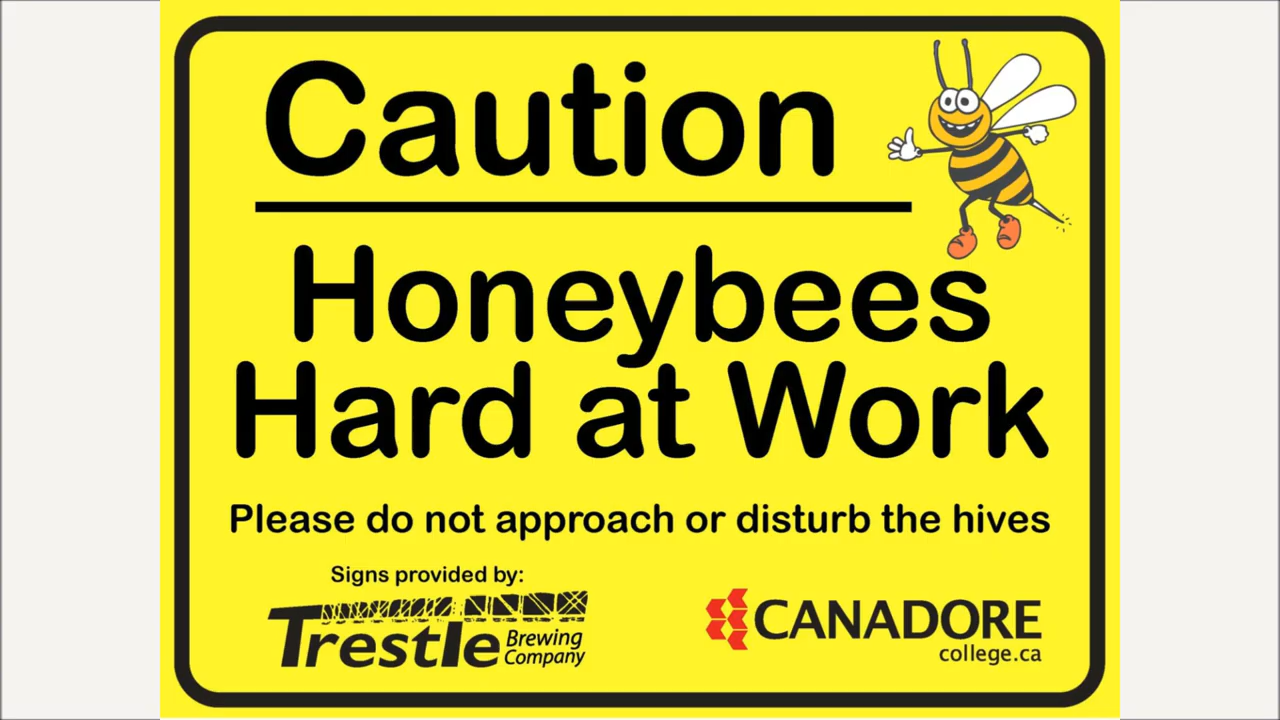 Caution
Honeybees
Hard at Work
Please do not approach or disturb the hives
Signs provided by:
Trestle Brewing Company
CANADORE
college.ca